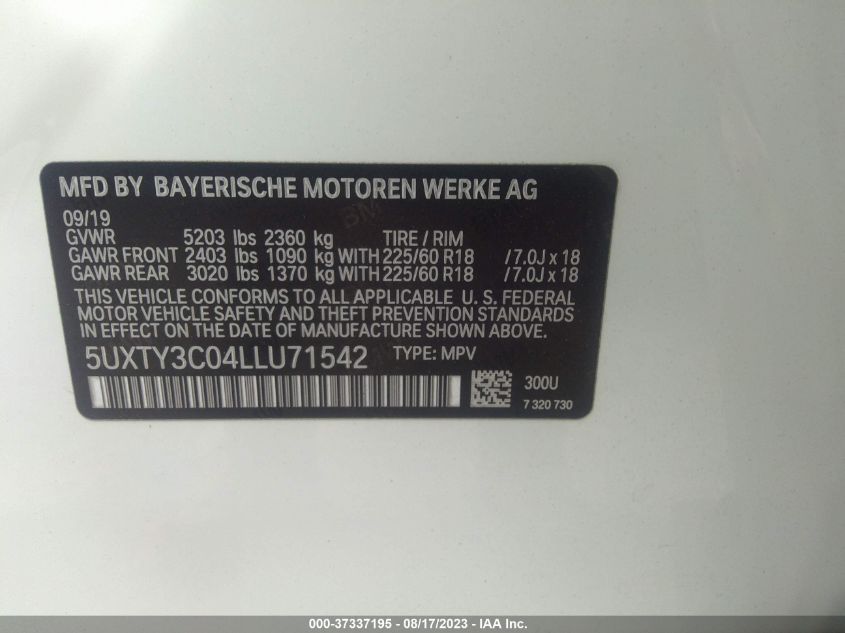 MFD BY BAYERISCHE MOTOREN WERKE AG
09/19
GVWR 5203 lbs 2360 kg TIRE / RIM
GAWR FRONT 2403 lbs 1090 kg WITH 225/60 R18 /7.0J x 18
GAWR REAR 3020 lbs 1370 kg WITH 225/60 R18 /7.0J x 18
THIS VEHICLE CONFORMS TO ALL APPLICABLE U. S. FEDERAL
MOTOR VEHICLE SAFETY AND THEFT PREVENTION STANDARDS
IN EFFECT ON THE DATE OF MANUFACTURE SHOWN ABOVE.
5UXTY3C04LLU71542 TYPE: MPV
300U
7 320 730
000-37337195 - 08/17/2023 - IAA Inc.